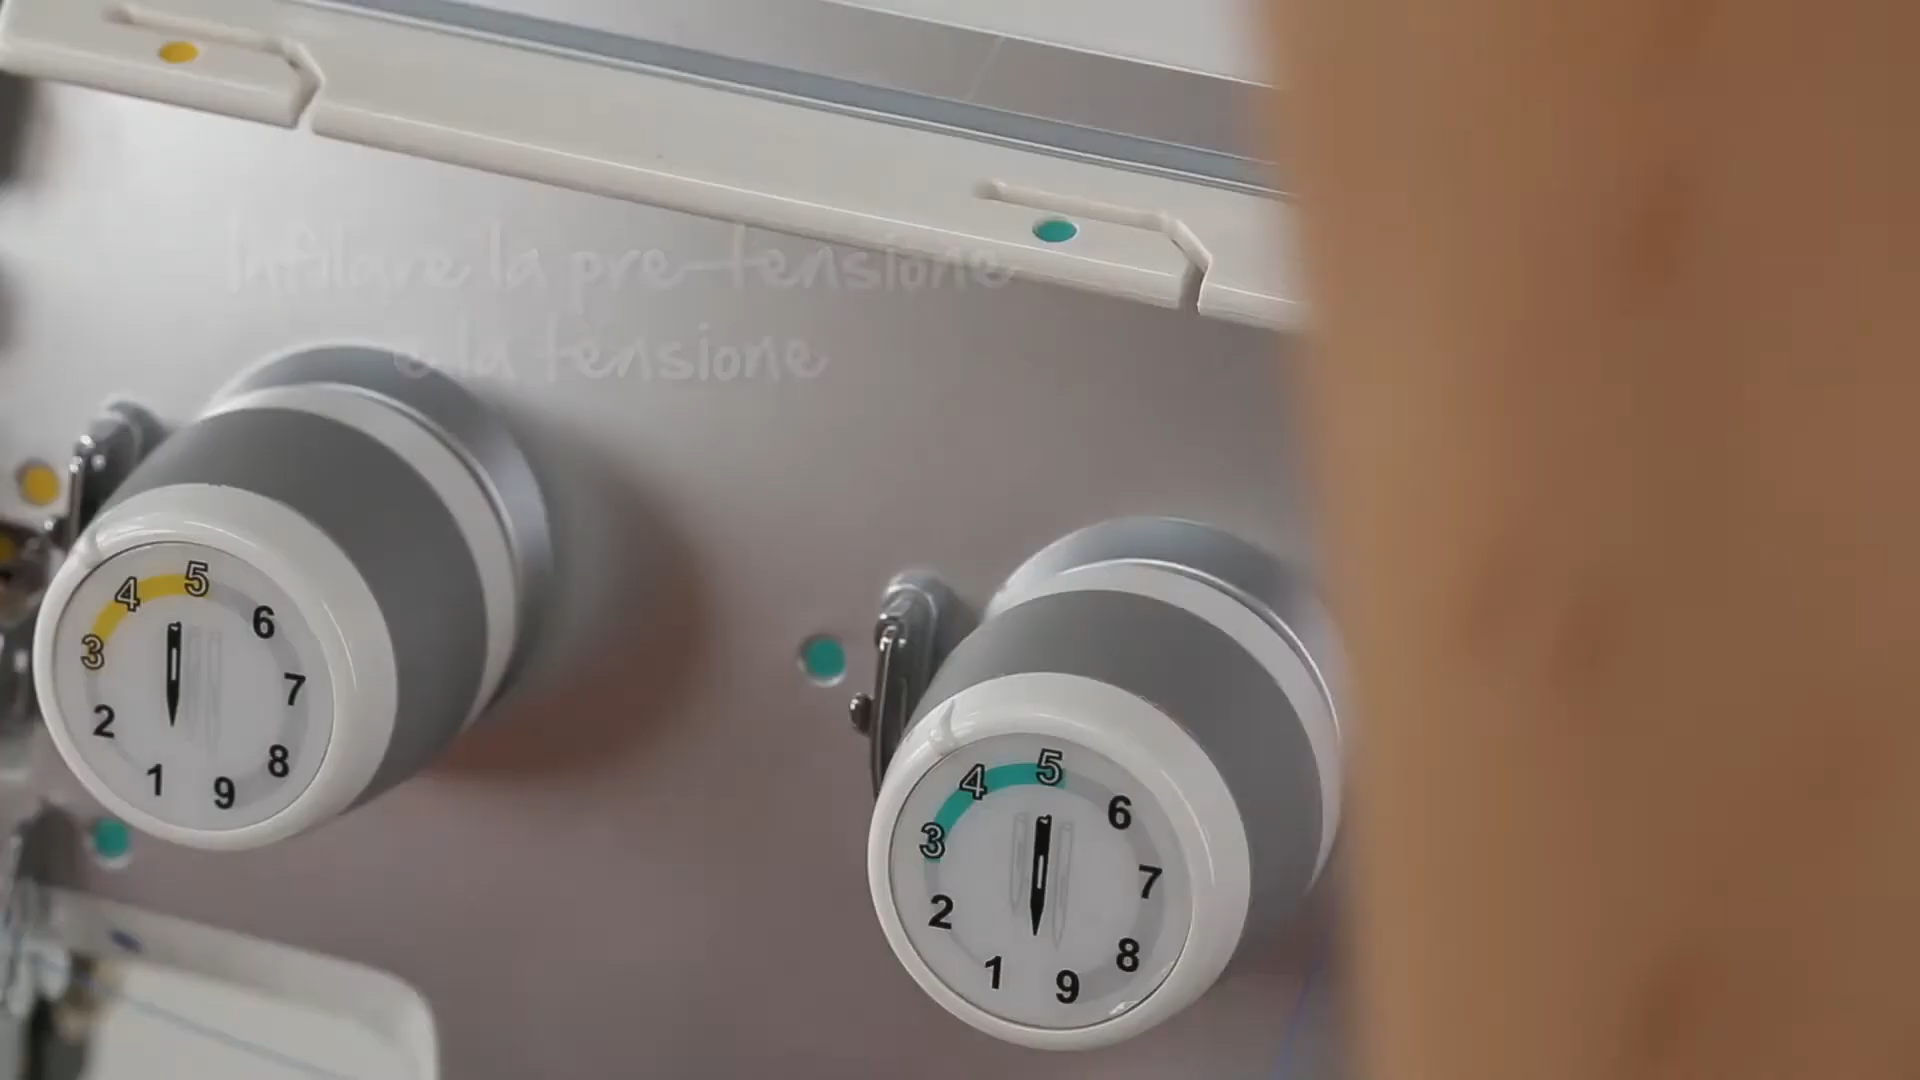 Infilare la pre-tensione
e la tensione
3 4 5 6 7 8 9 1 2
3 4 5 6 7 8 9 1 2